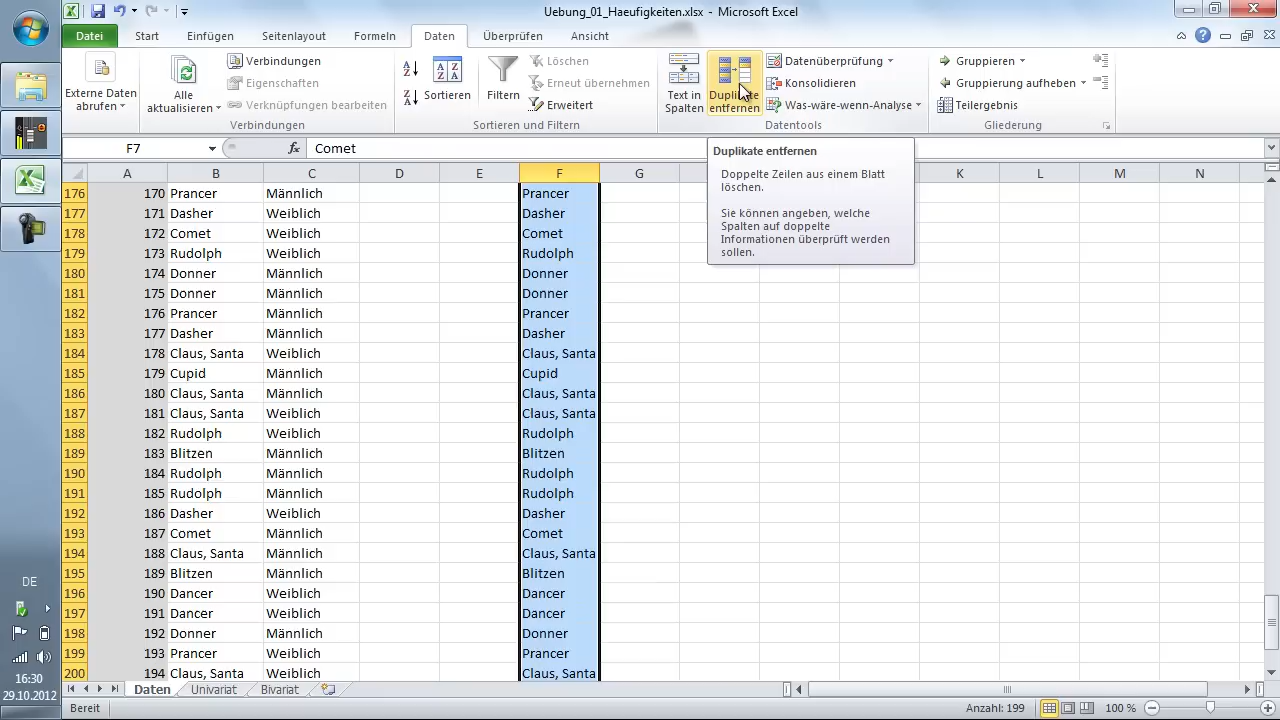 Uebung_01_Haeufigkeiten.xlsx - Microsoft Excel
Datei Start Einfügen Seitenlayout Formeln Daten Überprüfung Ansicht
Externe Daten abrufen
Alle aktualisieren
Verbindungen
Eigenschaften
Verknüpfungen bearbeiten
Verbindungen
Sortieren
Filtern
Löschen
Erneut übernehmen
Erweitert
Sortieren und Filtern
Text in Spalten
Duplikate entfernen
Datenüberprüfung
Konsolidieren
Was-wäre-wenn-Analyse
Datentools
Gruppieren
Gruppierung aufheben
Teilergebnis
Gliederung
F7 fx Comet
Duplikate entfernen
Doppelte Zeilen aus einem Blatt
löschen.
Sie können angeben, welche
Spalten auf doppelte
Informationen überprüft werden
sollen.
A B C D E F G K L M N
176 170 Prancer Männlich Prancer
177 171 Dasher Weiblich Dasher
178 172 Comet Weiblich Comet
179 173 Rudolph Weiblich Rudolph
180 174 Donner Männlich Donner
181 175 Donner Männlich Donner
182 176 Prancer Männlich Prancer
183 177 Dasher Männlich Dasher
184 178 Claus, Santa Weiblich Claus, Santa
185 179 Cupid Männlich Cupid
186 180 Claus, Santa Männlich Claus, Santa
187 181 Claus, Santa Weiblich Claus, Santa
188 182 Rudolph Weiblich Rudolph
189 183 Blitzen Männlich Blitzen
190 184 Rudolph Männlich Rudolph
191 185 Rudolph Männlich Rudolph
192 186 Dasher Weiblich Dasher
193 187 Comet Männlich Comet
194 188 Claus, Santa Männlich Claus, Santa
195 189 Blitzen Männlich Blitzen
196 190 Dancer Weiblich Dancer
197 191 Dancer Weiblich Dancer
198 192 Donner Männlich Donner
199 193 Prancer Weiblich Prancer
200 194 Claus, Santa Weiblich Claus, Santa
Daten Univariat Bivariat
Bereit Anzahl: 199 100 %
DE
16:30
29.10.2012